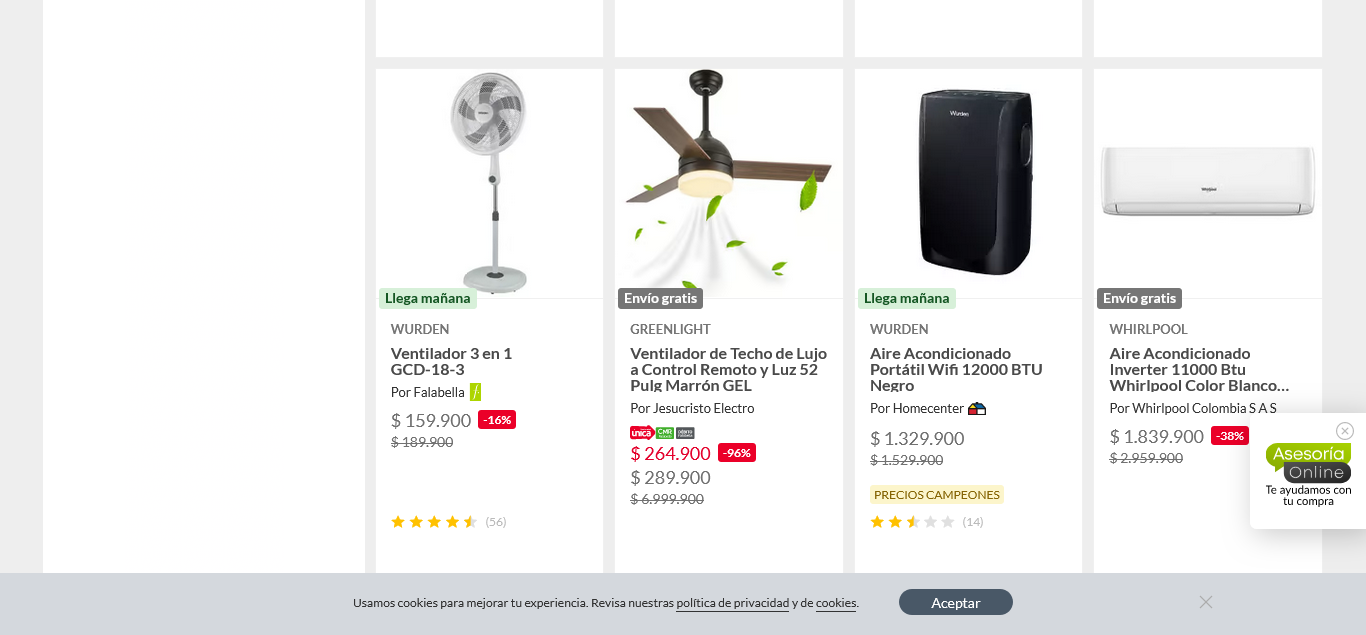 Wurden
Whirlpool
Llega mañana
WURDEN
Ventilador 3 en 1
GCD-18-3
Por Falabella
$ 159.900 -16%
$ 189.900
(56)
Envío gratis
GREENLIGHT
Ventilador de Techo de Lujo
a Control Remoto y Luz 52
Pulg Marrón GEL
Por Jesucristo Electro
única CMR
$ 264.900 -96%
$ 289.900
$ 6.999.900
Llega mañana
WURDEN
Aire Acondicionado
Portátil Wifi 12000 BTU
Negro
Por Homecenter
$ 1.329.900
$ 1.529.900
PRECIOS CAMPEONES
(14)
Envío gratis
WHIRLPOOL
Aire Acondicionado
Inverter 11000 Btu
Whirlpool Color Blanco...
Por Whirlpool Colombia S A S
$ 1.839.900 -38%
$ 2.959.900
Asesoría
Online
Te ayudamos con
tu compra
Usamos cookies para mejorar tu experiencia. Revisa nuestras política de privacidad y de cookies.
Aceptar